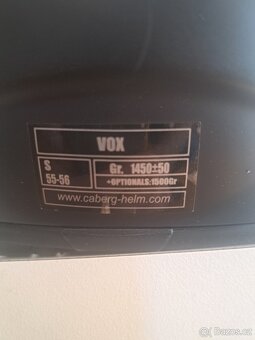 VOX
S
55-56
Gr. 1450±50
+OPTIONALS:1500Gr
www.caberg-helm.com
Bazos.cz